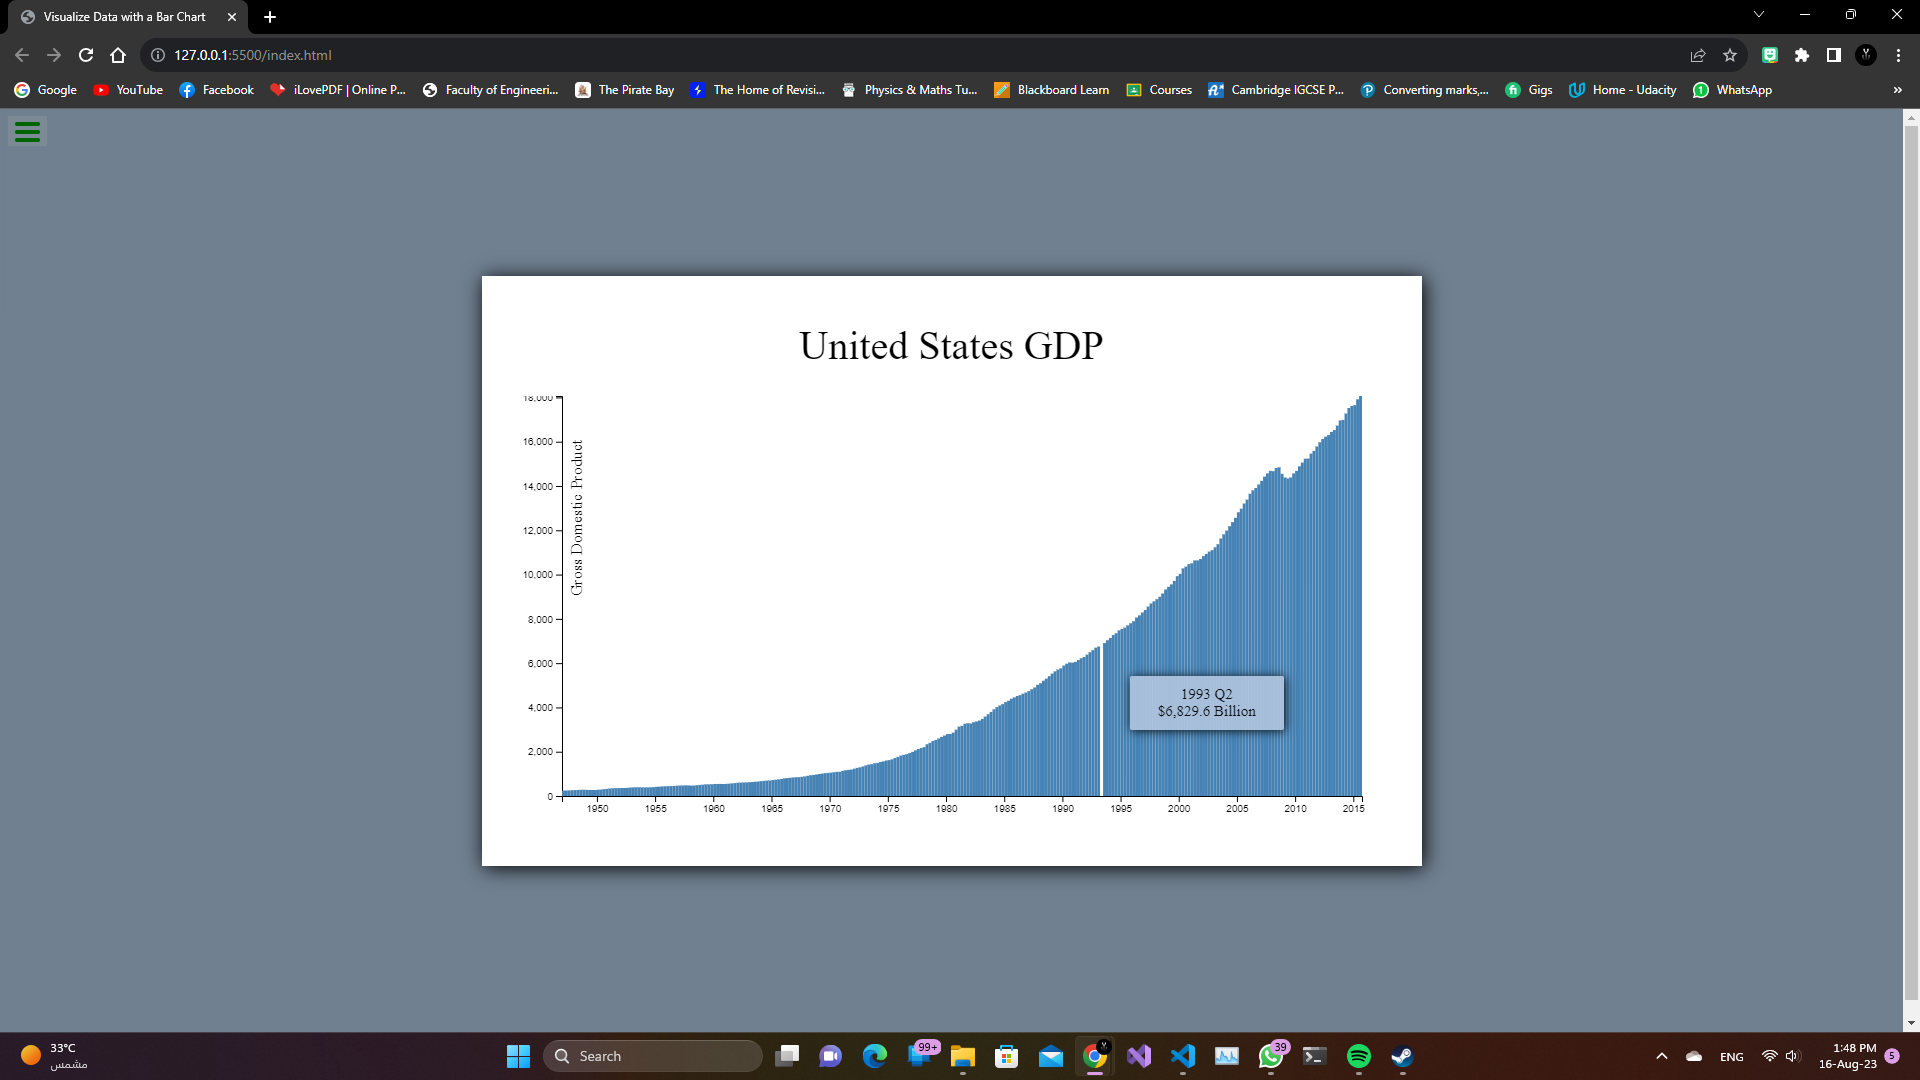 Visualize Data with a Bar Chart
127.0.0.1:5500/index.html
Google
YouTube
Facebook
iLovePDF | Online P...
Faculty of Engineeri...
The Pirate Bay
The Home of Revisi...
Physics & Maths Tu...
Blackboard Learn
Courses
Cambridge IGCSE P...
Converting marks,...
Gigs
Home - Udacity
WhatsApp
United States GDP
18,000
16,000
14,000
12,000
10,000
8,000
6,000
4,000
2,000
0
Gross Domestic Product
1993 Q2
$6,829.6 Billion
1950
1955
1960
1965
1970
1975
1980
1985
1990
1995
2000
2005
2010
2015
33°C
مشمس
Search
99+
39
ENG
1:48 PM
16-Aug-23
5